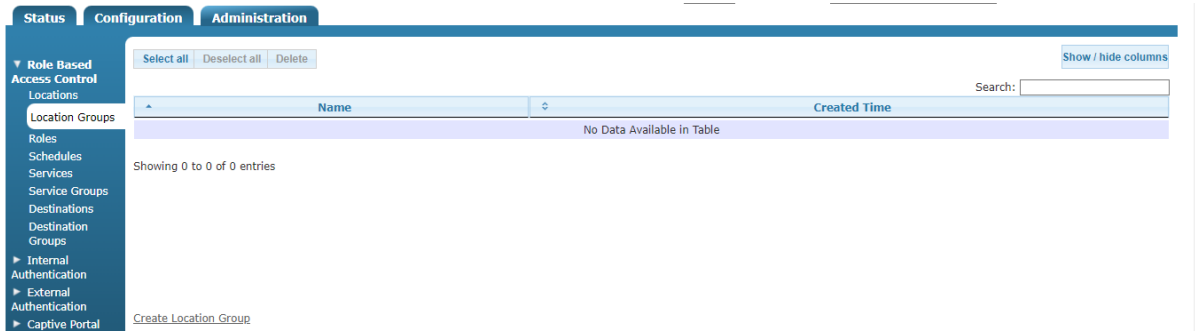 Status Configuration Administration
Role Based
Access Control
Locations
Location Groups
Roles
Schedules
Services
Service Groups
Destinations
Destination
Groups
Internal
Authentication
External
Authentication
Captive Portal
Select all Deselect all Delete
Show / hide columns
Search:
Name Created Time
No Data Available in Table
Showing 0 to 0 of 0 entries
Create Location Group